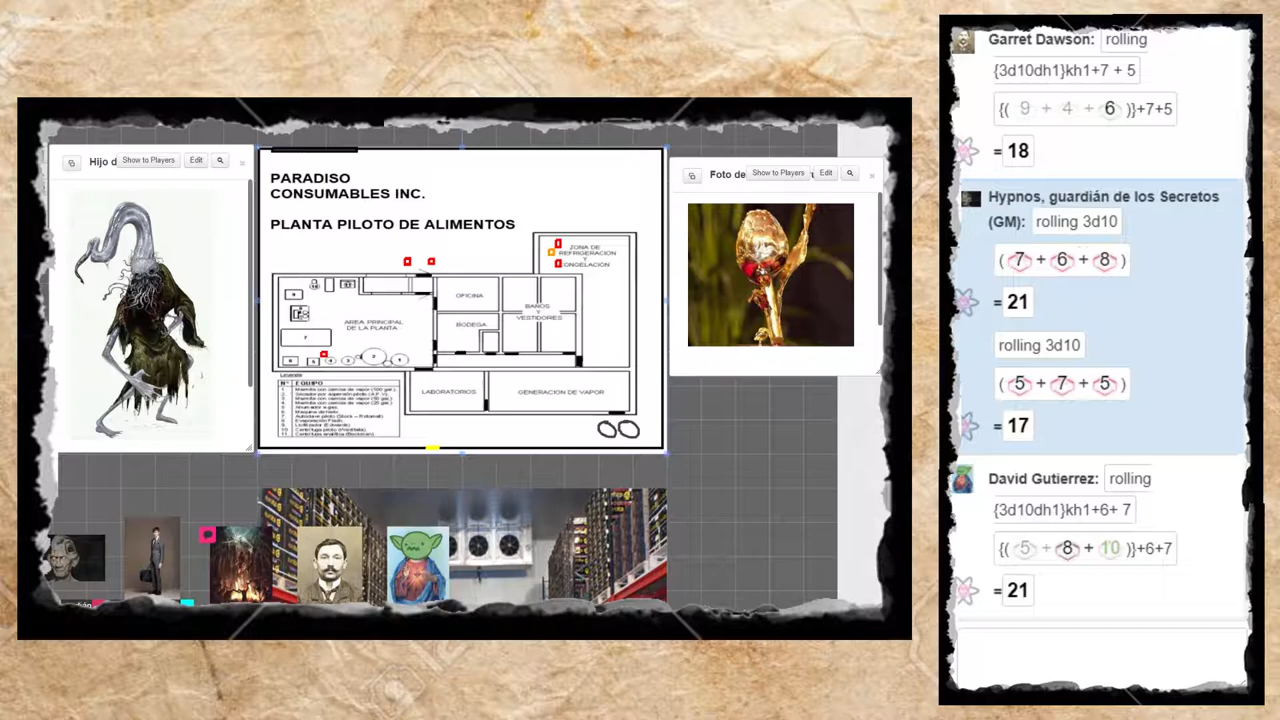 Hijo d
Show to Players
Edit
PARADISO
CONSUMABLES INC.
PLANTA PILOTO DE ALIMENTOS
ZONA DE
REFRIGERACION
Y
CONGELACION
OFICINA
BAÑOS
Y
VESTIDORES
AREA PRINCIPAL
DE LA PLANTA
BODEGA
LABORATORIOS
GENERACION DE VAPOR
Leyenda
N° EQUIPO
Foto de
Show to Players
Edit
Garret Dawson: rolling
{3d10dh1}kh1+7 + 5
{( 9 + 4 + 6 )}+7+5
= 18
Hypnos, guardián de los Secretos
(GM): rolling 3d10
( 7 + 6 + 8 )
= 21
rolling 3d10
( 5 + 7 + 5 )
= 17
David Gutierrez: rolling
{3d10dh1}kh1+6+ 7
{( 5 + 8 + 10 )}+6+7
= 21